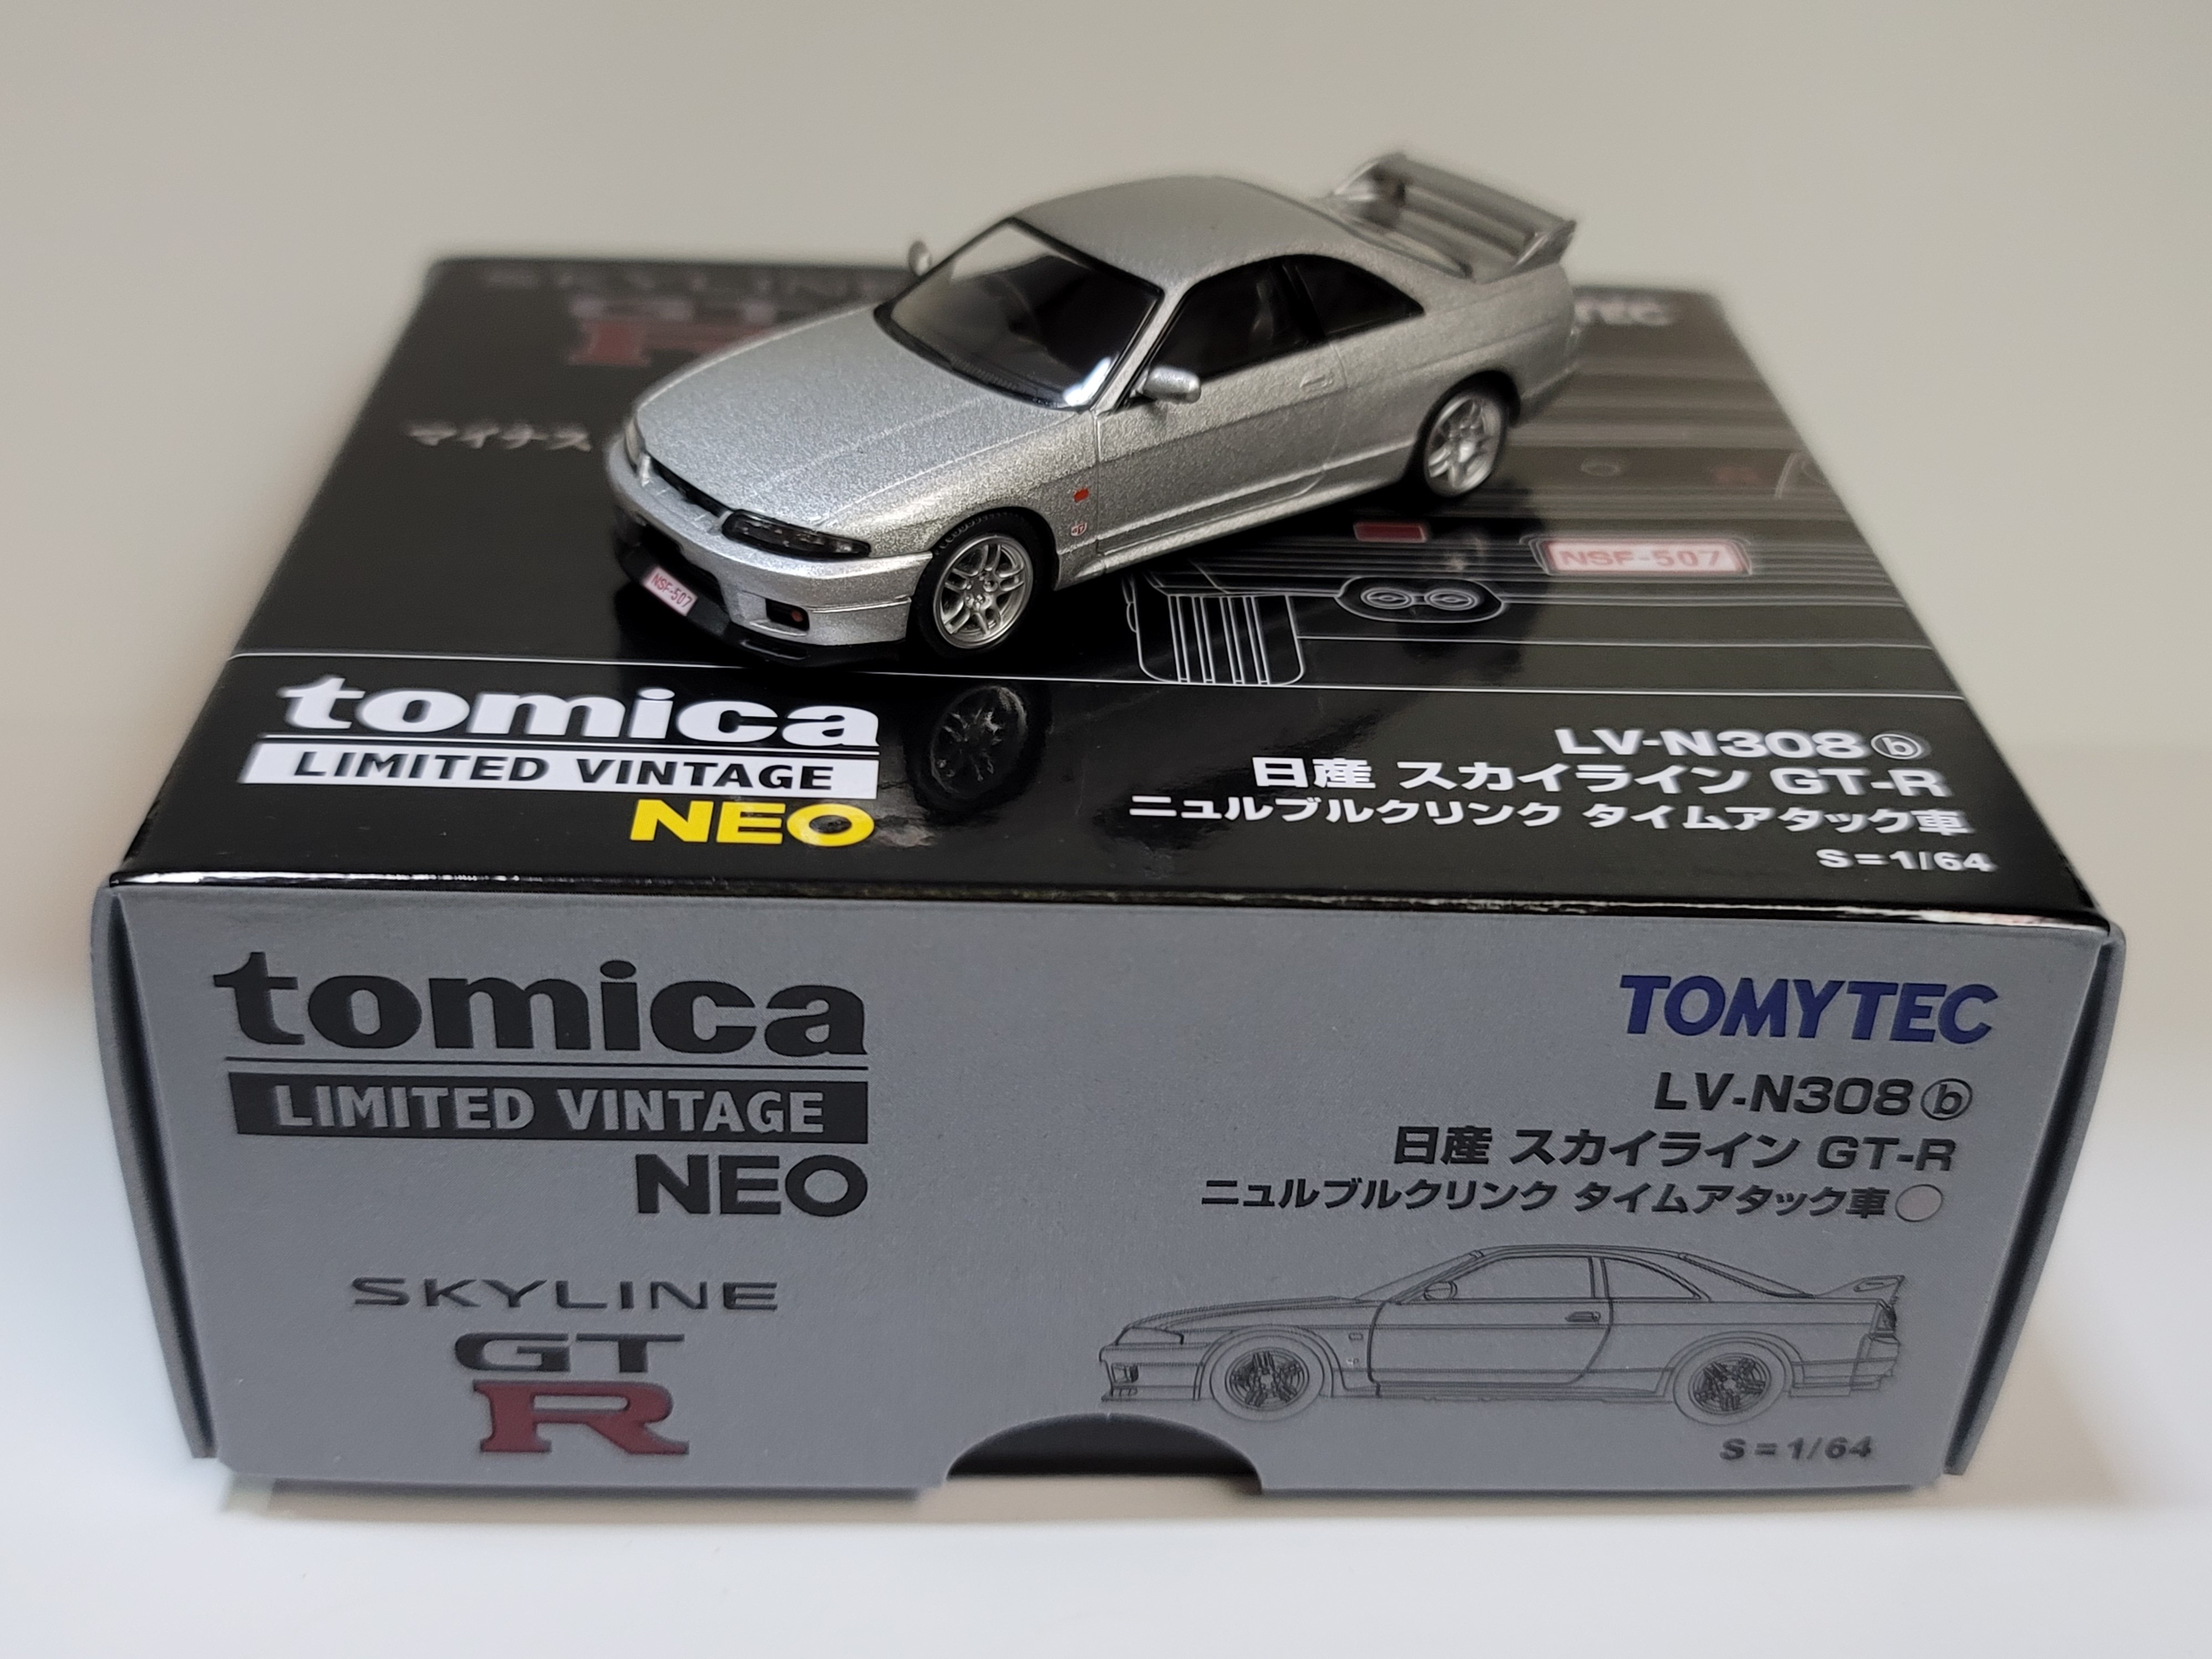 SKYLINE
GT
R
TEC
マイナス
NSF-507
NSF-507
tomica
LIMITED VINTAGE
NEO
LV-N308ⓑ
日産 スカイライン GT-R
ニュルブルクリンク タイムアタック車
S=1/64
tomica
LIMITED VINTAGE
NEO
SKYLINE
GT
R
TOMYTEC
LV-N308ⓑ
日産 スカイライン GT-R
ニュルブルクリンク タイムアタック車
S=1/64